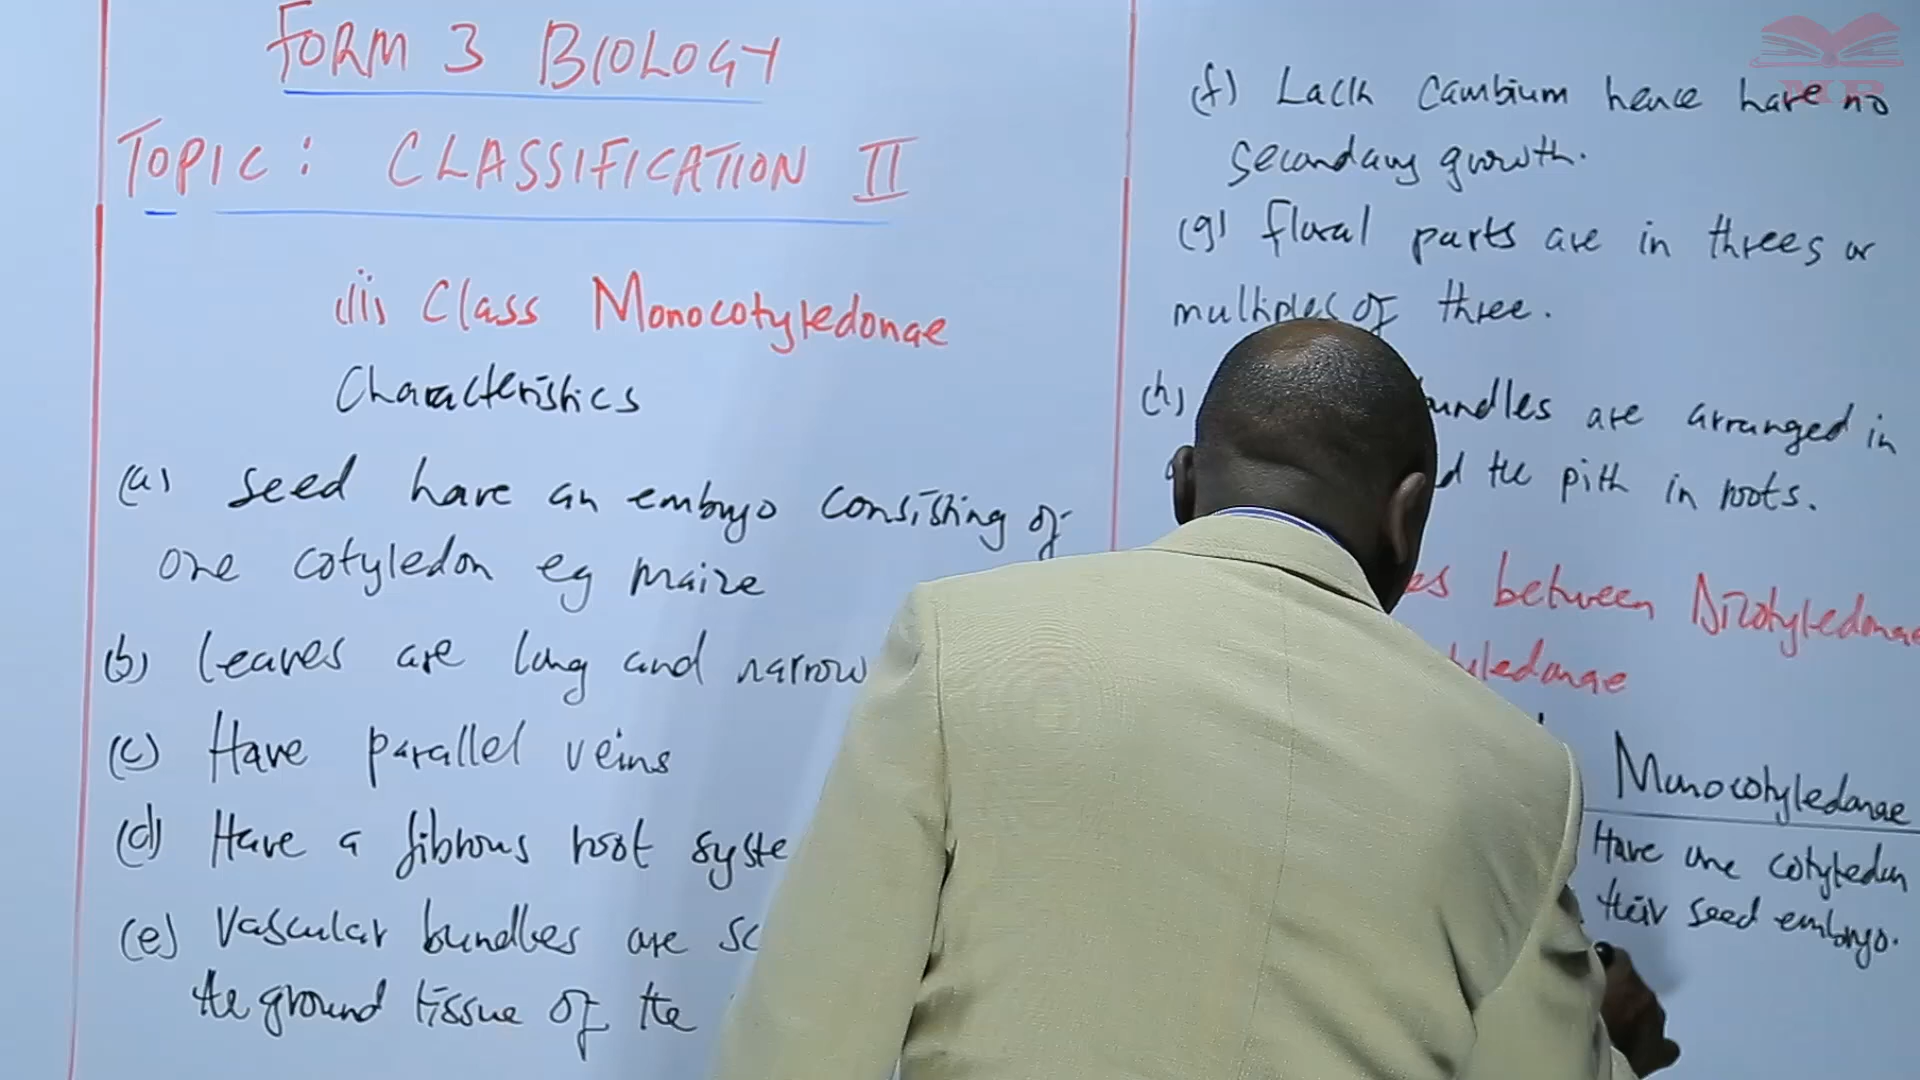 FORM 3 BIOLOGY
TOPIC: CLASSIFICATION II
(ii) Class Monocotyledonae
Characteristics
(a) seed have an embryo consisting of
one cotyledon eg maize
(b) leaves are long and narrow
(c) Have parallel veins
(d) Have a fibrous root syste
(e) Vascular bundles are sc
the ground tissue of the
(f) Lack cambium hence have no
secondary growth.
(g) floral parts are in threes or
multiples of three.
(h) undles are arranged in
d the pith in roots.
es between Dicotyledonae
tyledonae
Monocotyledonae
Have one cotyledon
their seed embryo.
MP